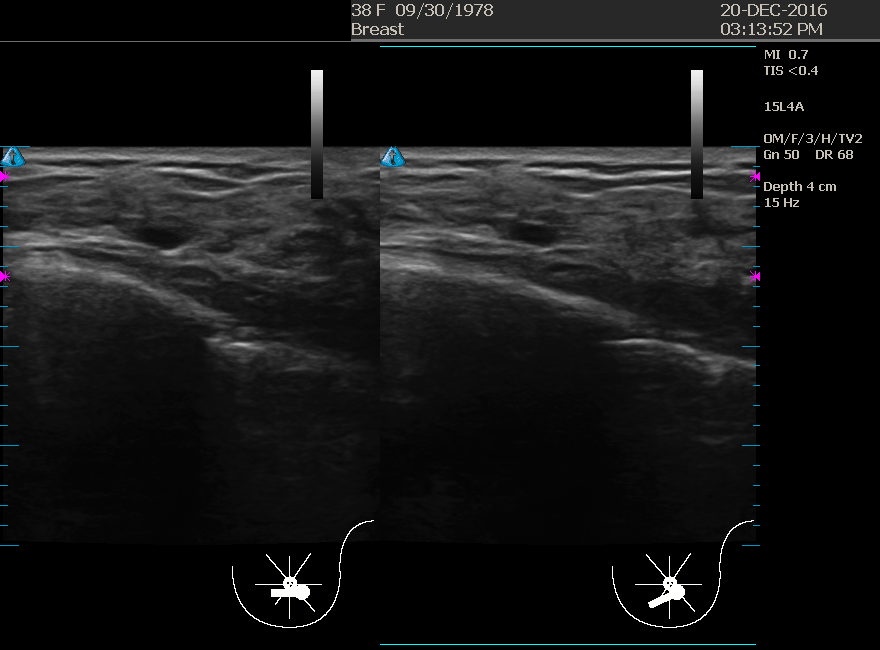 38 F 09/30/1978
20-DEC-2016
Breast
03:13:52 PM
MI 0.7
TIS <0.4
15L4A
OM/F/3/H/TV2
Gn 50 DR 68
Depth 4 cm
15 Hz